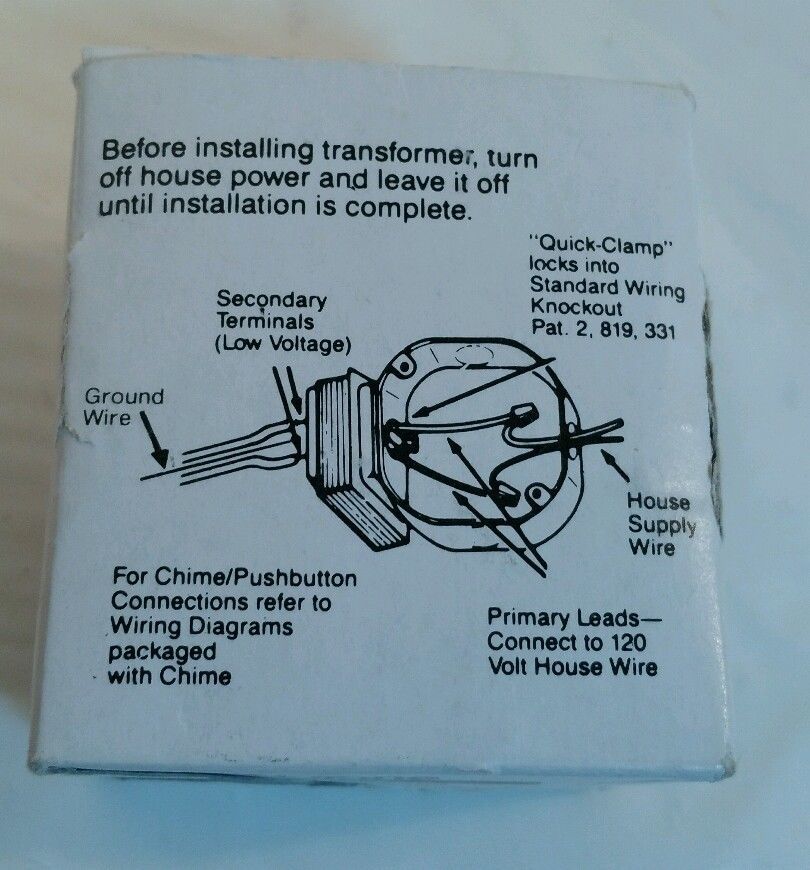 Before installing transformer, turn
off house power and leave it off
until installation is complete.
"Quick-Clamp"
locks into
Standard Wiring
Knockout
Pat. 2, 819, 331
Secondary
Terminals
(Low Voltage)
Ground
Wire
House
Supply
Wire
For Chime/Pushbutton
Connections refer to
Wiring Diagrams
packaged
with Chime
Primary Leads—
Connect to 120
Volt House Wire